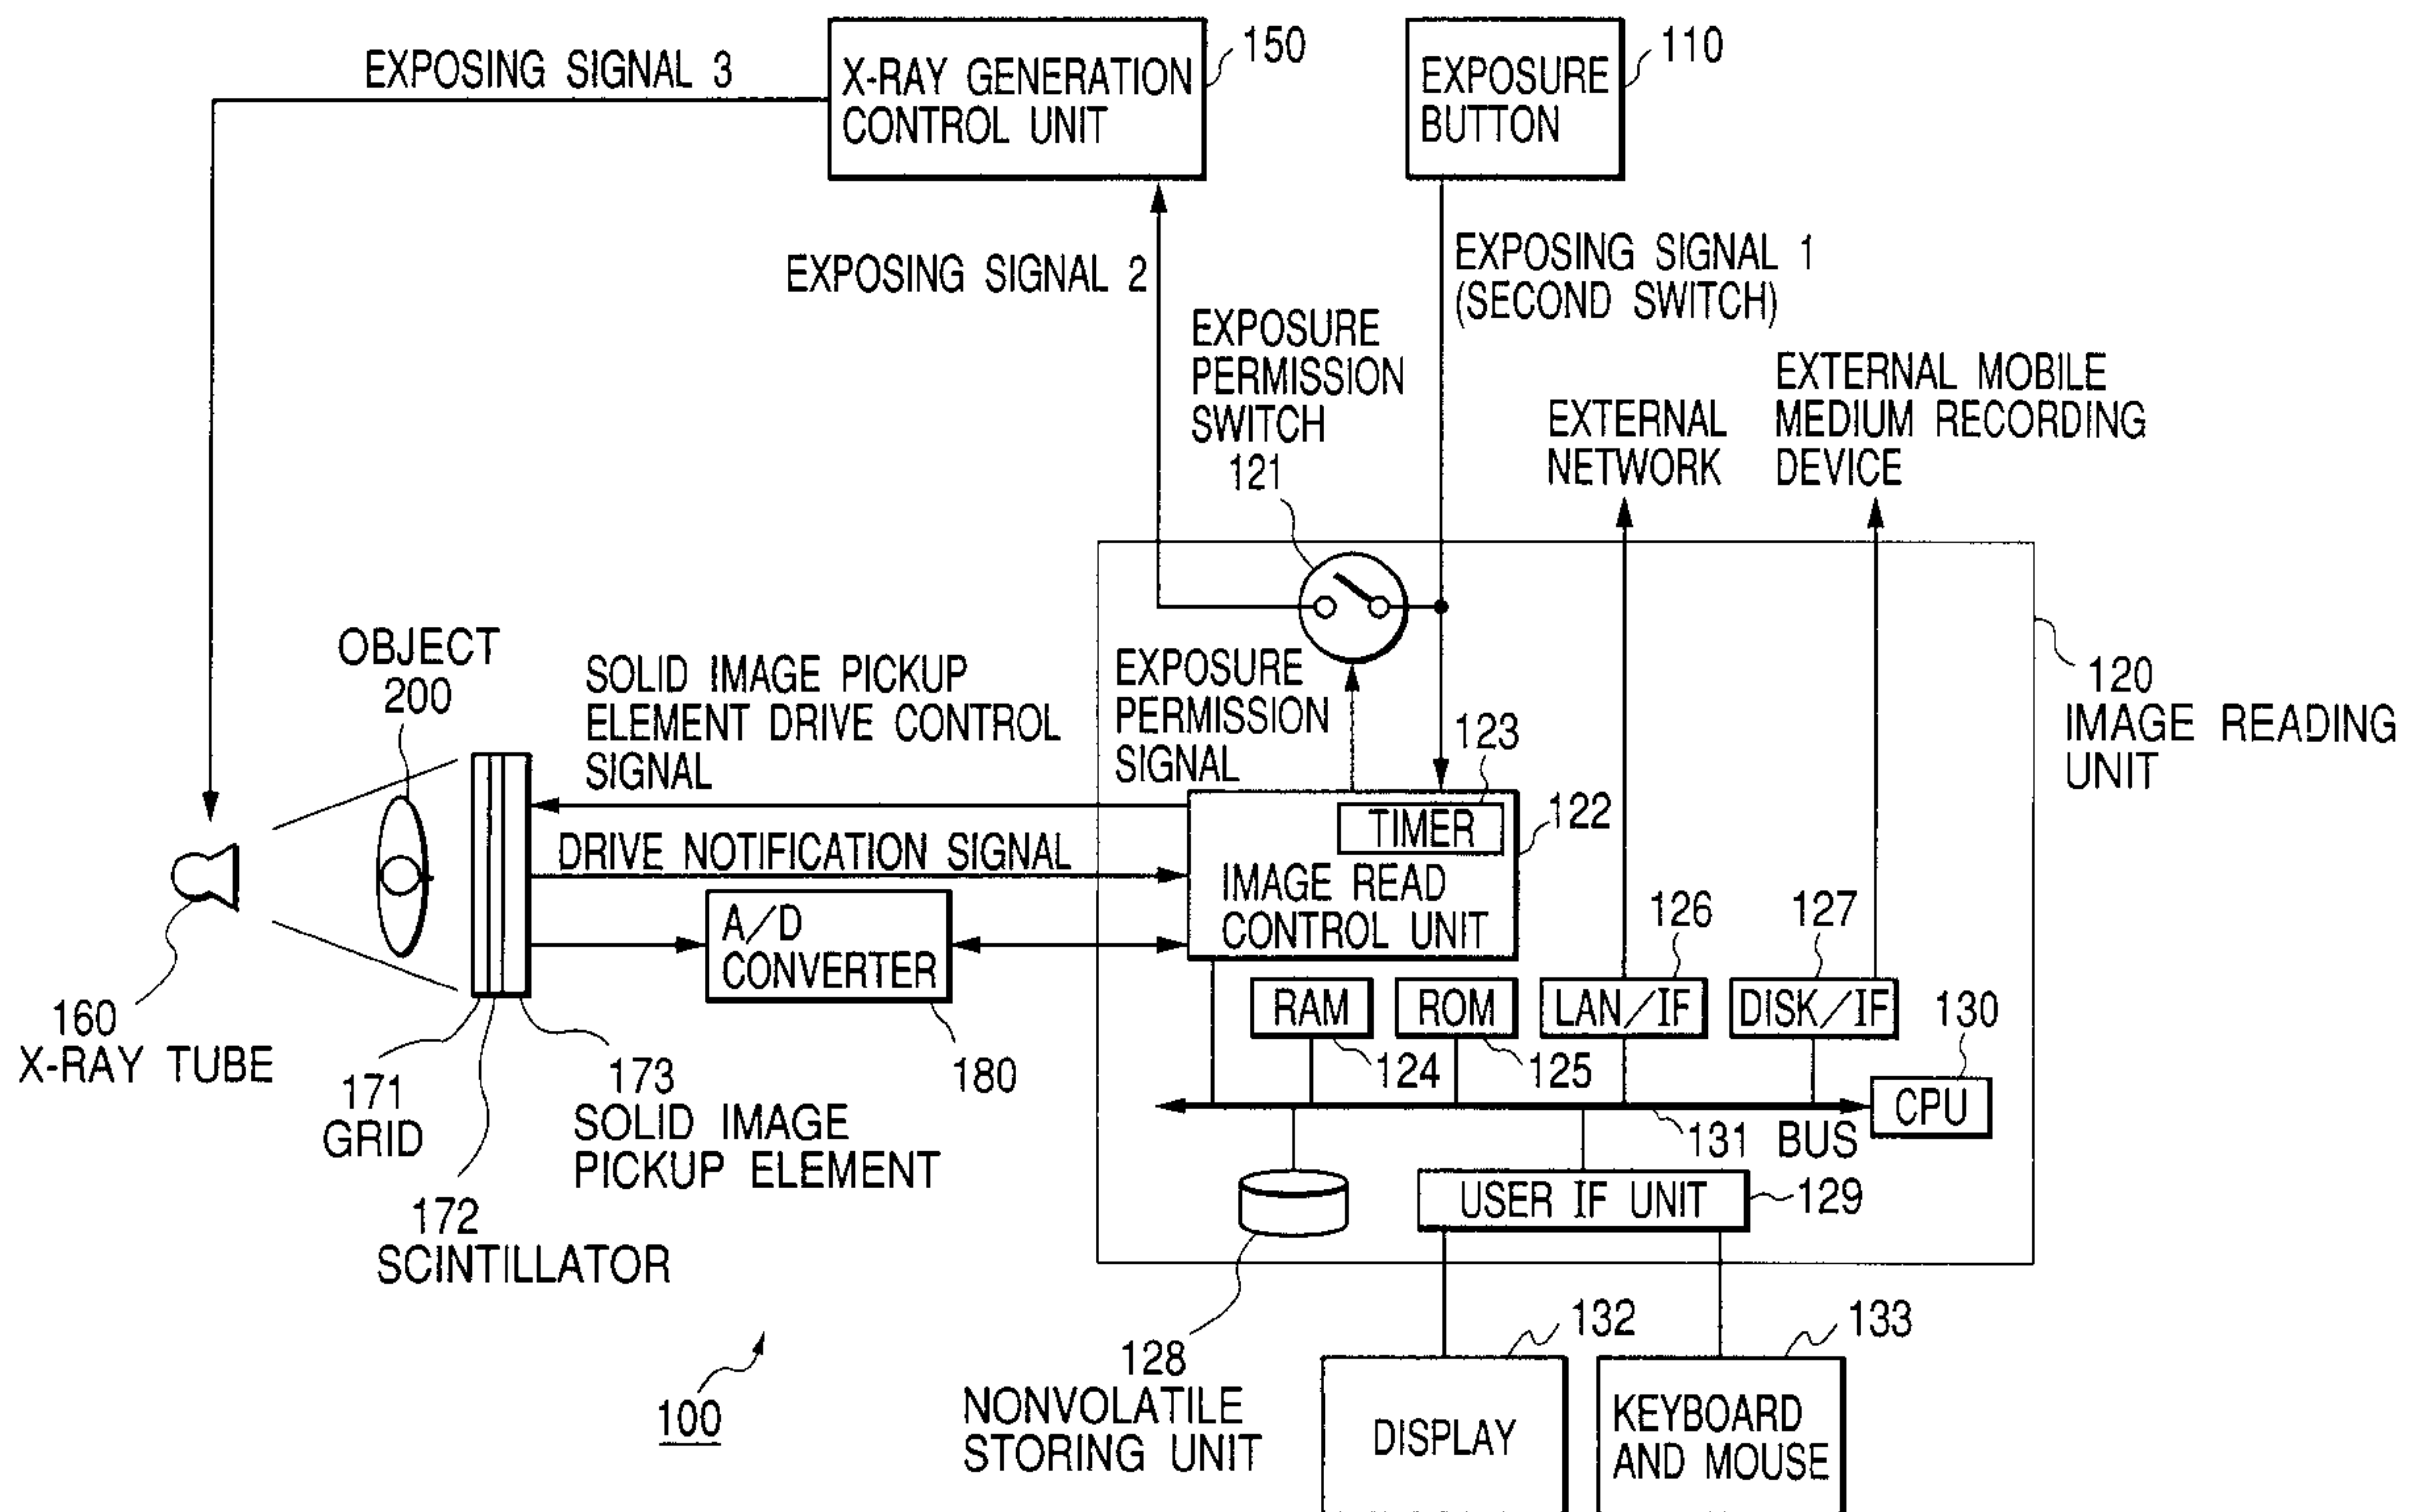 EXPOSING SIGNAL 3
X-RAY GENERATION
CONTROL UNIT
150
EXPOSURE
BUTTON
110
EXPOSING SIGNAL 2
EXPOSING SIGNAL 1
(SECOND SWITCH)
EXPOSURE
PERMISSION
SWITCH
121
EXTERNAL
NETWORK
EXTERNAL MOBILE
MEDIUM RECORDING
DEVICE
OBJECT
200
SOLID IMAGE PICKUP
ELEMENT DRIVE CONTROL
SIGNAL
EXPOSURE
PERMISSION
SIGNAL
123
TIMER
122
120
IMAGE READING
UNIT
DRIVE NOTIFICATION SIGNAL
IMAGE READ
CONTROL UNIT
A/D
CONVERTER
180
126
127
RAM
ROM
LAN/IF
DISK/IF
130
124
125
CPU
131 BUS
160
X-RAY TUBE
171
GRID
173
SOLID IMAGE
PICKUP ELEMENT
172
SCINTILLATOR
USER IF UNIT
129
128
NONVOLATILE
STORING UNIT
132
DISPLAY
133
KEYBOARD
AND MOUSE
100